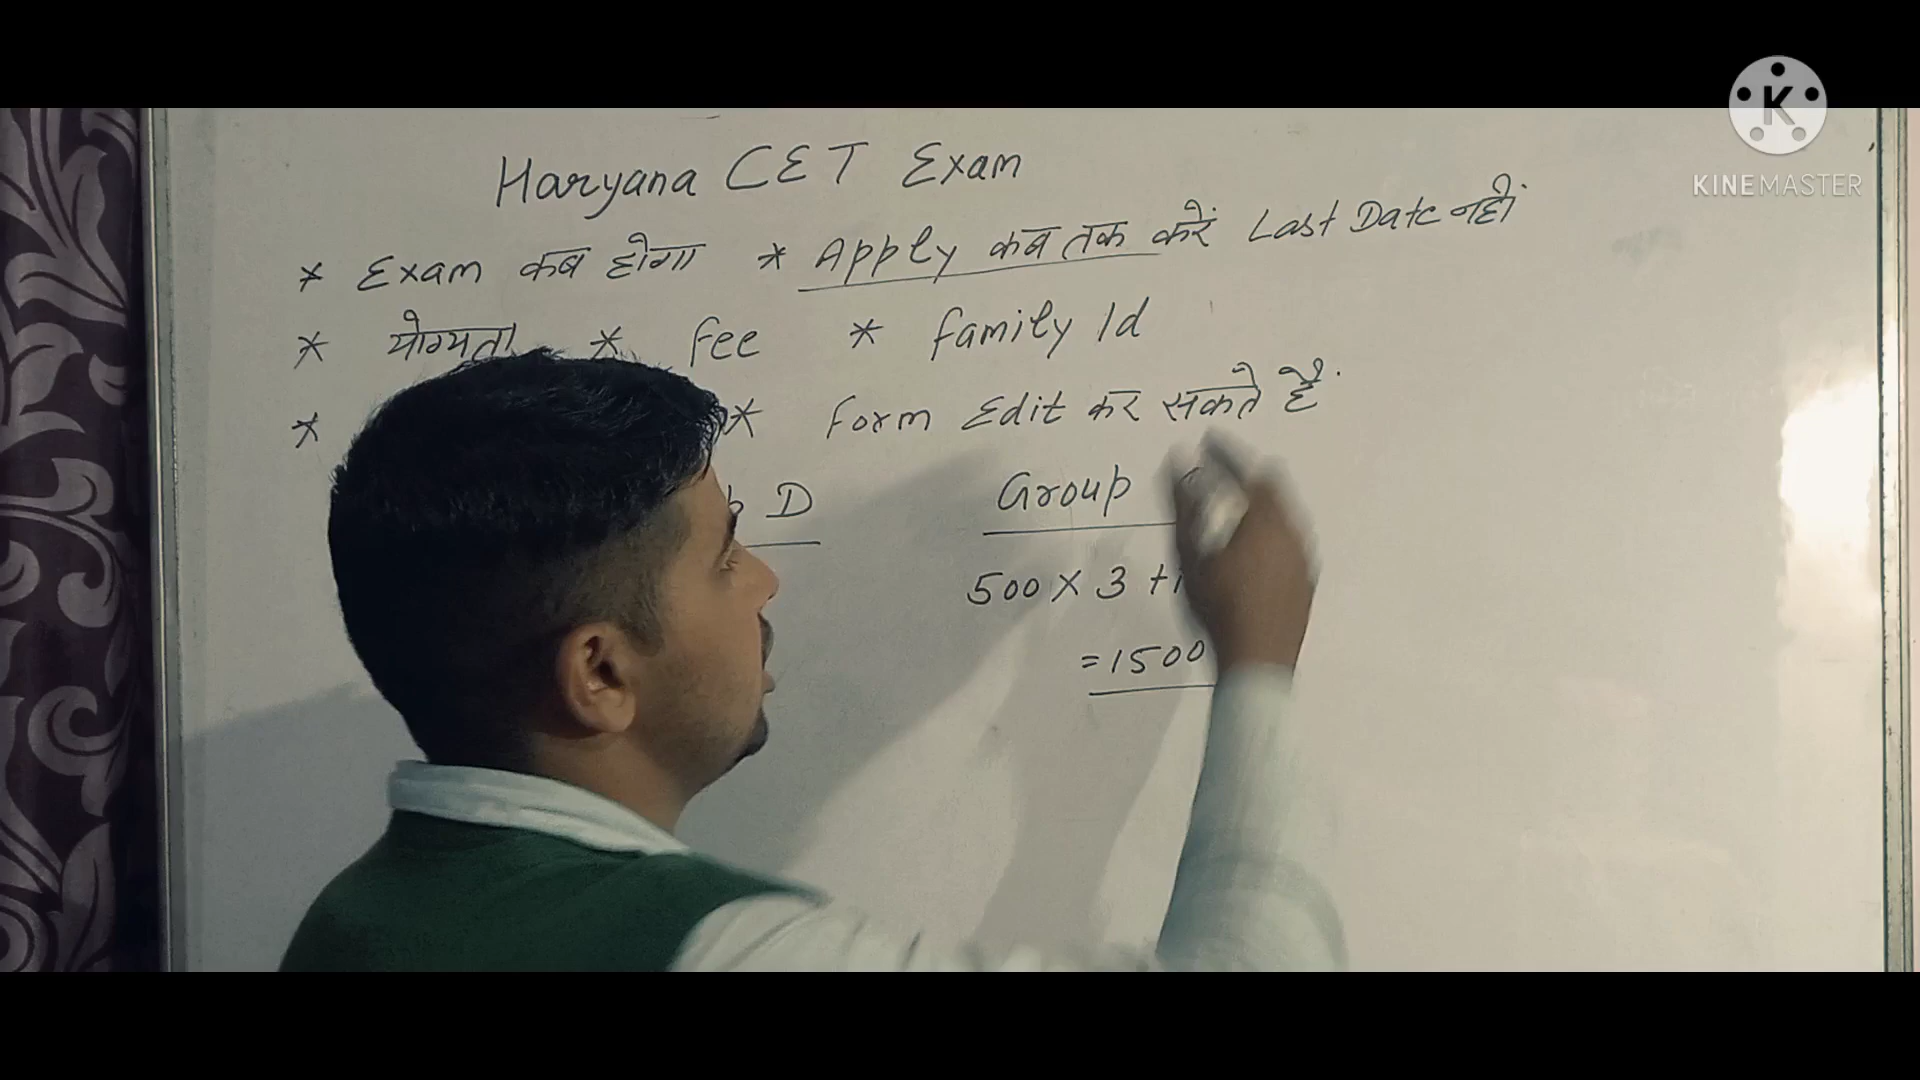 KINEMASTER
Haryana CET Exam
* Exam कब होगा * Apply कब तक करें Last Date नहीं
* योग्यता * Fee * Family Id
* * Form Edit कर सकते हैं
D Group
500 × 3 +
= 1500